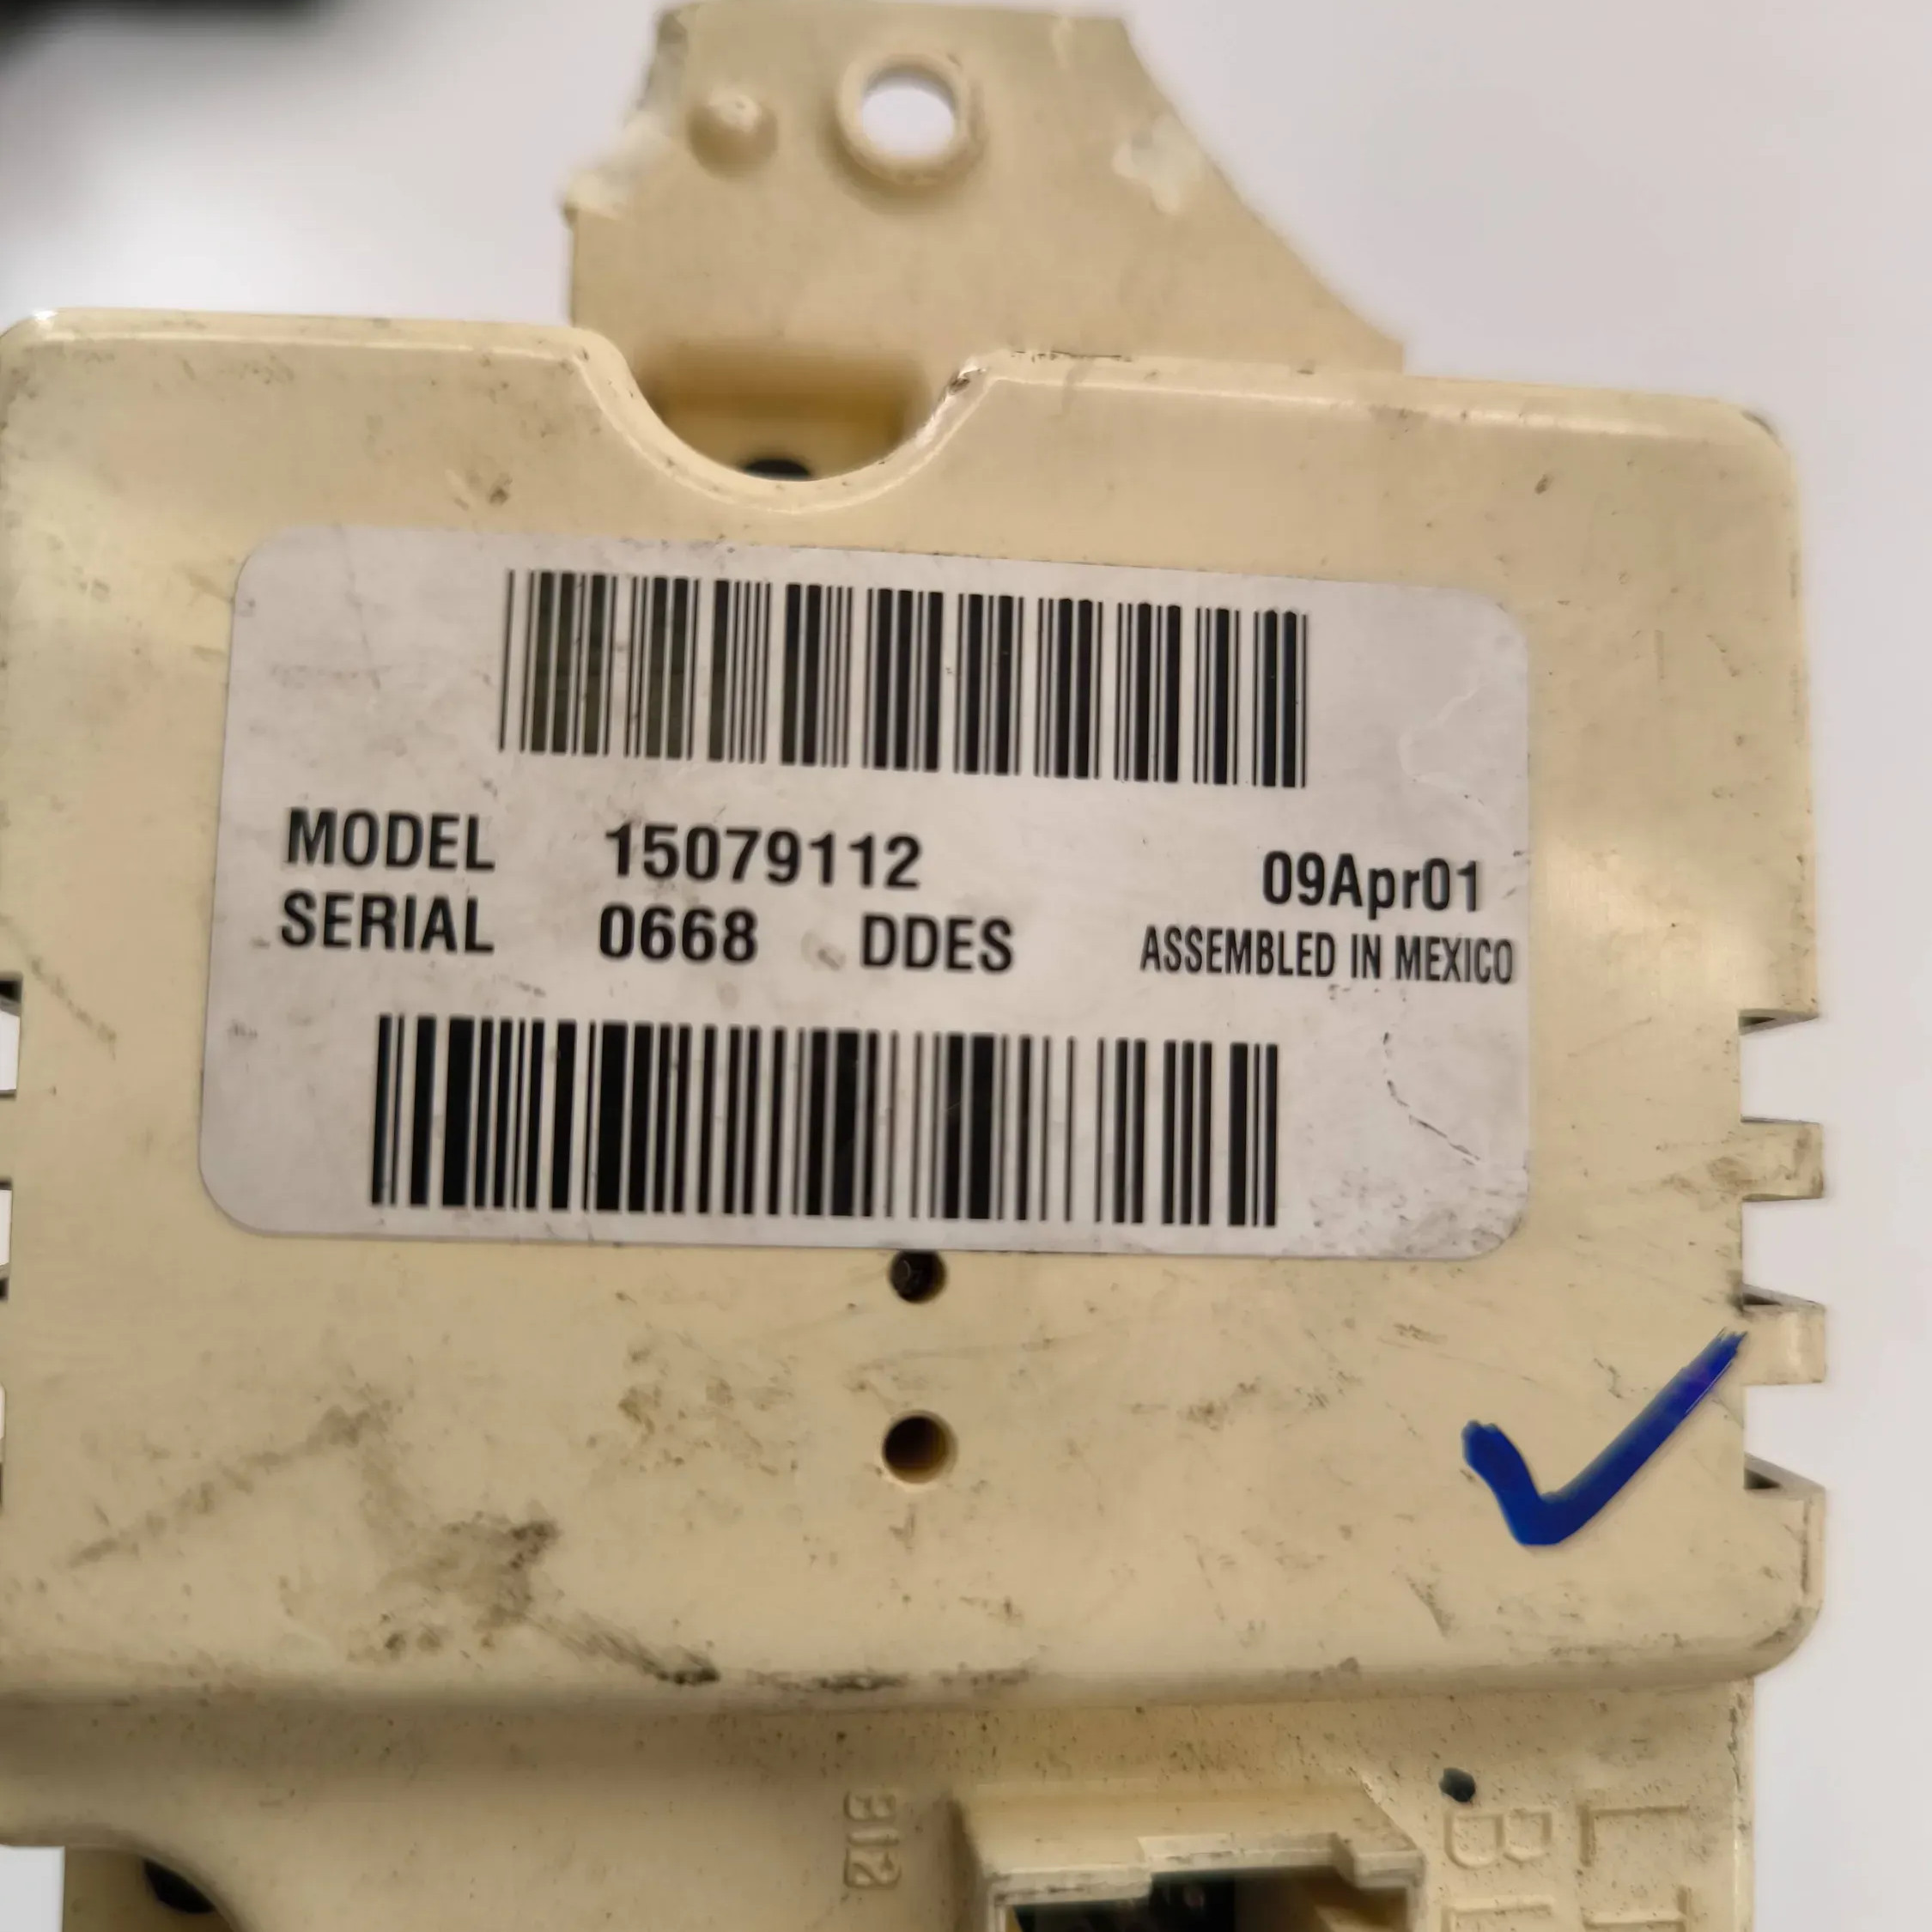 MODEL 15079112 09Apr01
SERIAL 0668 DDES ASSEMBLED IN MEXICO